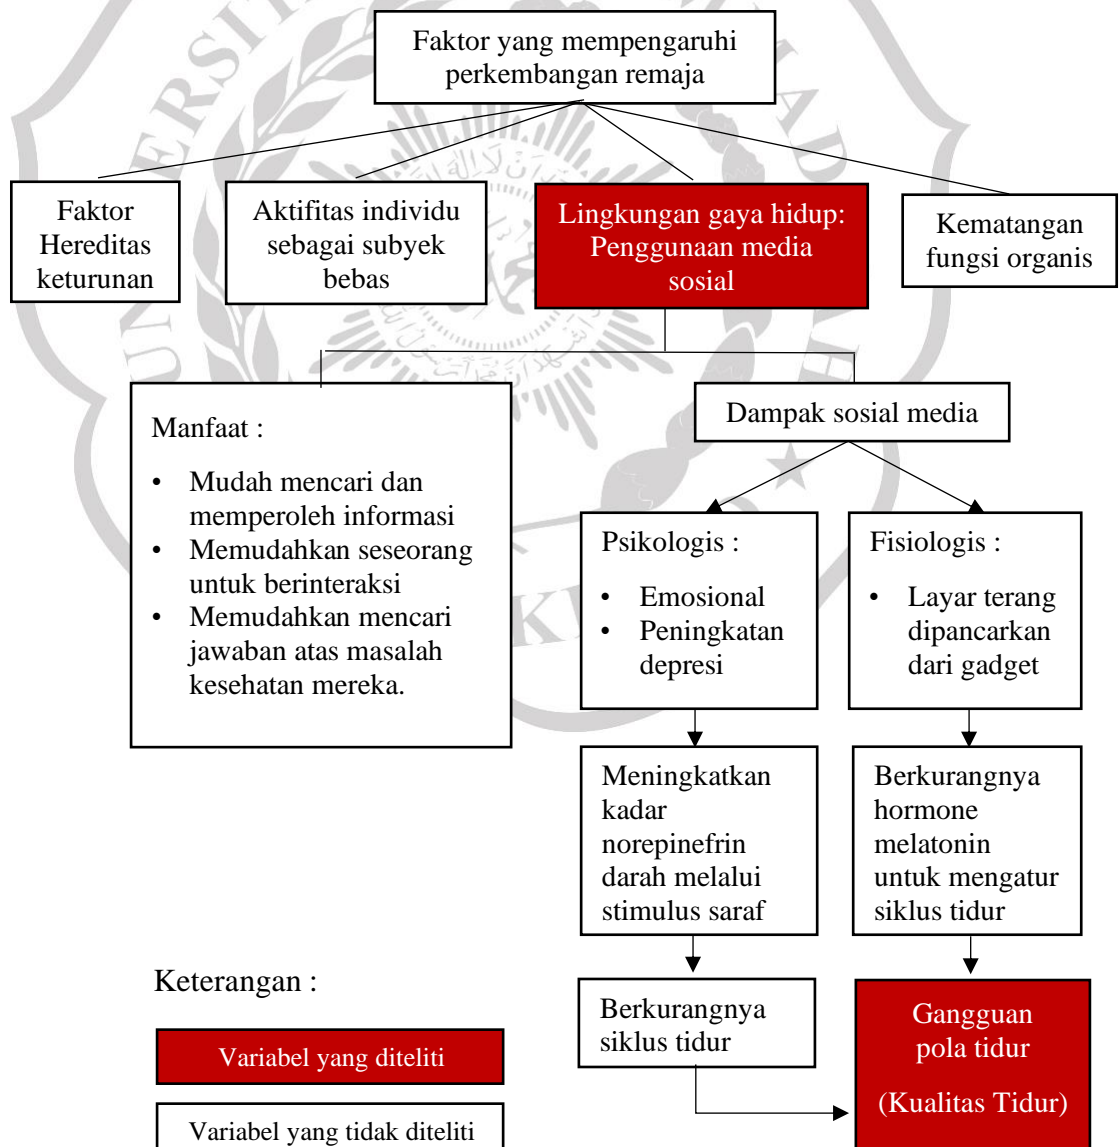 Faktor yang mempengaruhi
perkembangan remaja
Faktor
Hereditas
keturunan
Aktifitas individu
sebagai subyek
bebas
Lingkungan gaya hidup:
Penggunaan media
sosial
Kematangan
fungsi organis
Manfaat :
• Mudah mencari dan
memperoleh informasi
• Memudahkan seseorang
untuk berinteraksi
• Memudahkan mencari
jawaban atas masalah
kesehatan mereka.
Dampak sosial media
Psikologis :
• Emosional
• Peningkatan
depresi
Fisiologis :
• Layar terang
dipancarkan
dari gadget
Meningkatkan
kadar
norepinefrin
darah melalui
stimulus saraf
Berkurangnya
hormone
melatonin
untuk mengatur
siklus tidur
Berkurangnya
siklus tidur
Gangguan
pola tidur
(Kualitas Tidur)
Keterangan :
Variabel yang diteliti
Variabel yang tidak diteliti